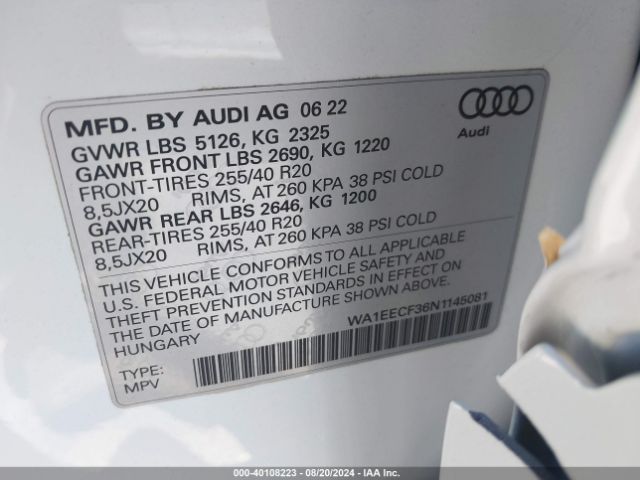 MFD. BY AUDI AG 06 22
GVWR LBS 5126, KG 2325
GAWR FRONT LBS 2690, KG 1220
FRONT-TIRES 255/40 R20
8,5JX20 RIMS, AT 260 KPA 38 PSI COLD
GAWR REAR LBS 2646, KG 1200
REAR-TIRES 255/40 R20
8,5JX20 RIMS, AT 260 KPA 38 PSI COLD
Audi
THIS VEHICLE CONFORMS TO ALL APPLICABLE
U.S. FEDERAL MOTOR VEHICLE SAFETY AND
THEFT PREVENTION STANDARDS IN EFFECT ON
THE DATE OF MANUFACTURE SHOWN ABOVE.
HUNGARY
WA1EECF36N1145081
TYPE:
MPV
000-40108223 - 08/20/2024 - IAA Inc.